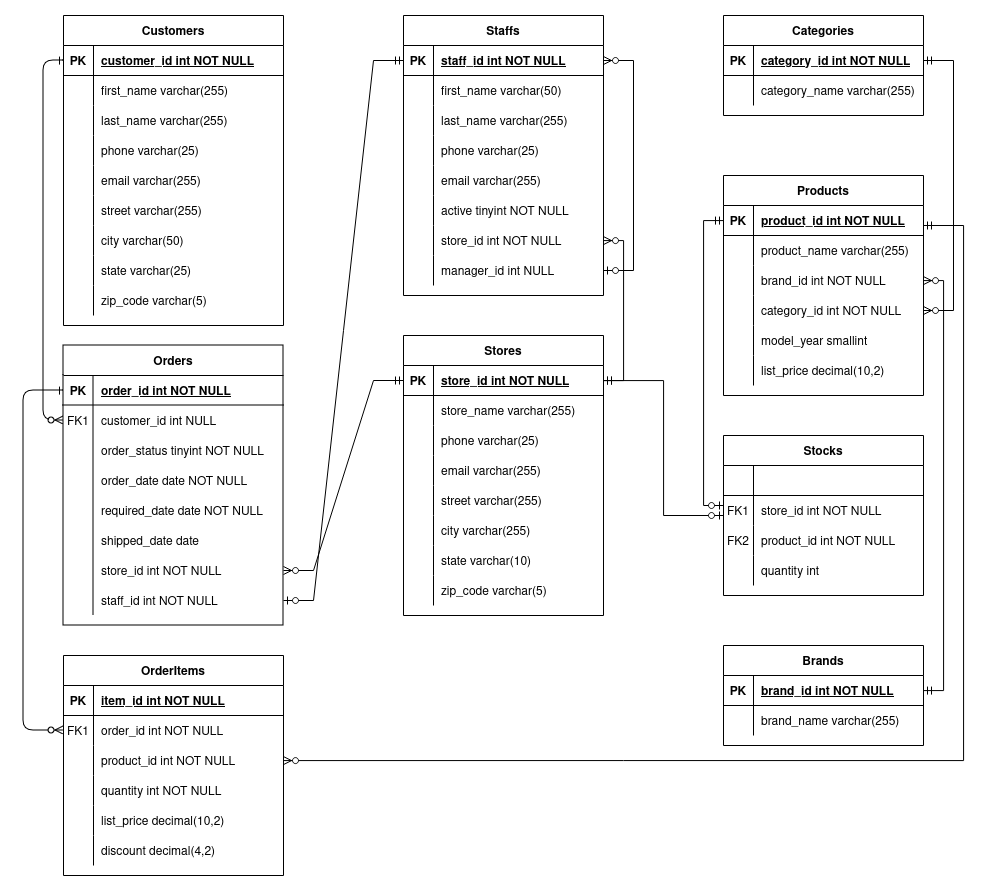 Customers
PK customer_id int NOT NULL
first_name varchar(255)
last_name varchar(255)
phone varchar(25)
email varchar(255)
street varchar(255)
city varchar(50)
state varchar(25)
zip_code varchar(5)
Orders
PK order_id int NOT NULL
FK1 customer_id int NULL
order_status tinyint NOT NULL
order_date date NOT NULL
required_date date NOT NULL
shipped_date date
store_id int NOT NULL
staff_id int NOT NULL
OrderItems
PK item_id int NOT NULL
FK1 order_id int NOT NULL
product_id int NOT NULL
quantity int NOT NULL
list_price decimal(10,2)
discount decimal(4,2)
Staffs
PK staff_id int NOT NULL
first_name varchar(50)
last_name varchar(255)
phone varchar(25)
email varchar(255)
active tinyint NOT NULL
store_id int NOT NULL
manager_id int NULL
Stores
PK store_id int NOT NULL
store_name varchar(255)
phone varchar(25)
email varchar(255)
street varchar(255)
city varchar(255)
state varchar(10)
zip_code varchar(5)
Categories
PK category_id int NOT NULL
category_name varchar(255)
Products
PK product_id int NOT NULL
product_name varchar(255)
brand_id int NOT NULL
category_id int NOT NULL
model_year smallint
list_price decimal(10,2)
Stocks
FK1 store_id int NOT NULL
FK2 product_id int NOT NULL
quantity int
Brands
PK brand_id int NOT NULL
brand_name varchar(255)